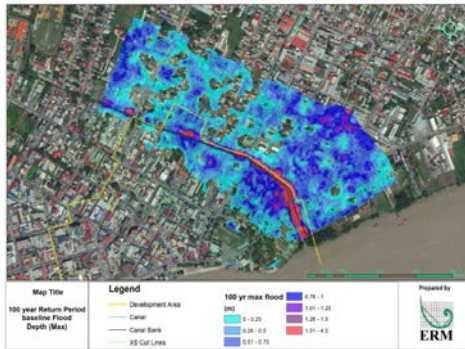 Map Title
100 year Return Period
baseline Flood
Depth (Max)
Legend
Development Area
Canal
Canal Bank
XS Cut Lines
100 yr max flood
(m)
0 - 0.25
0.26 - 0.5
0.51 - 0.75
0.76 - 1
1.01 - 1.25
1.26 - 1.5
1.51 - 4.5
Prepared by
ERM